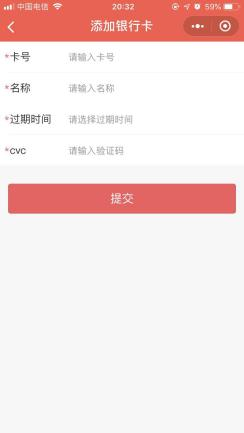 中国电信 20:32 59%
添加银行卡
*卡号 请输入卡号
*名称 请输入名称
*过期时间 请选择过期时间
*cvc 请输入验证码
提交